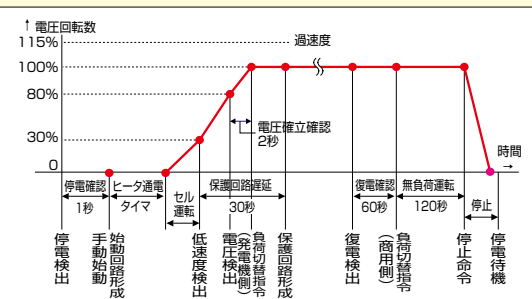 ↑電圧回転数
115%
過速度
100%
80%
電圧確立確認
2秒
30%
時間
→
0
停電確認
ヒータ通電
セル
運転
保護回路遅延
復電確認
無負荷運転
1秒
タイマ
30秒
60秒
120秒
停止
停電検出
始動回路形成
手動始動
低速度検出
電圧検出
負荷切替指令
(発電機側)
保護回路形成
復電検出
負荷切替指令
(商用側)
停止命令
停電待機